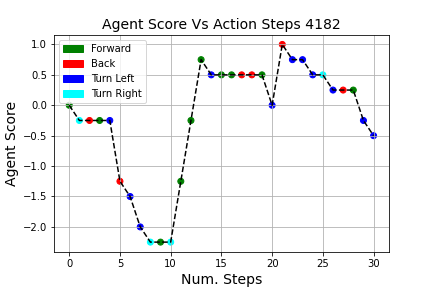 Agent Score Vs Action Steps 4182
Agent Score
1.0
0.5
0.0
−0.5
−1.0
−1.5
−2.0
Forward
Back
Turn Left
Turn Right
0 5 10 15 20 25 30
Num. Steps